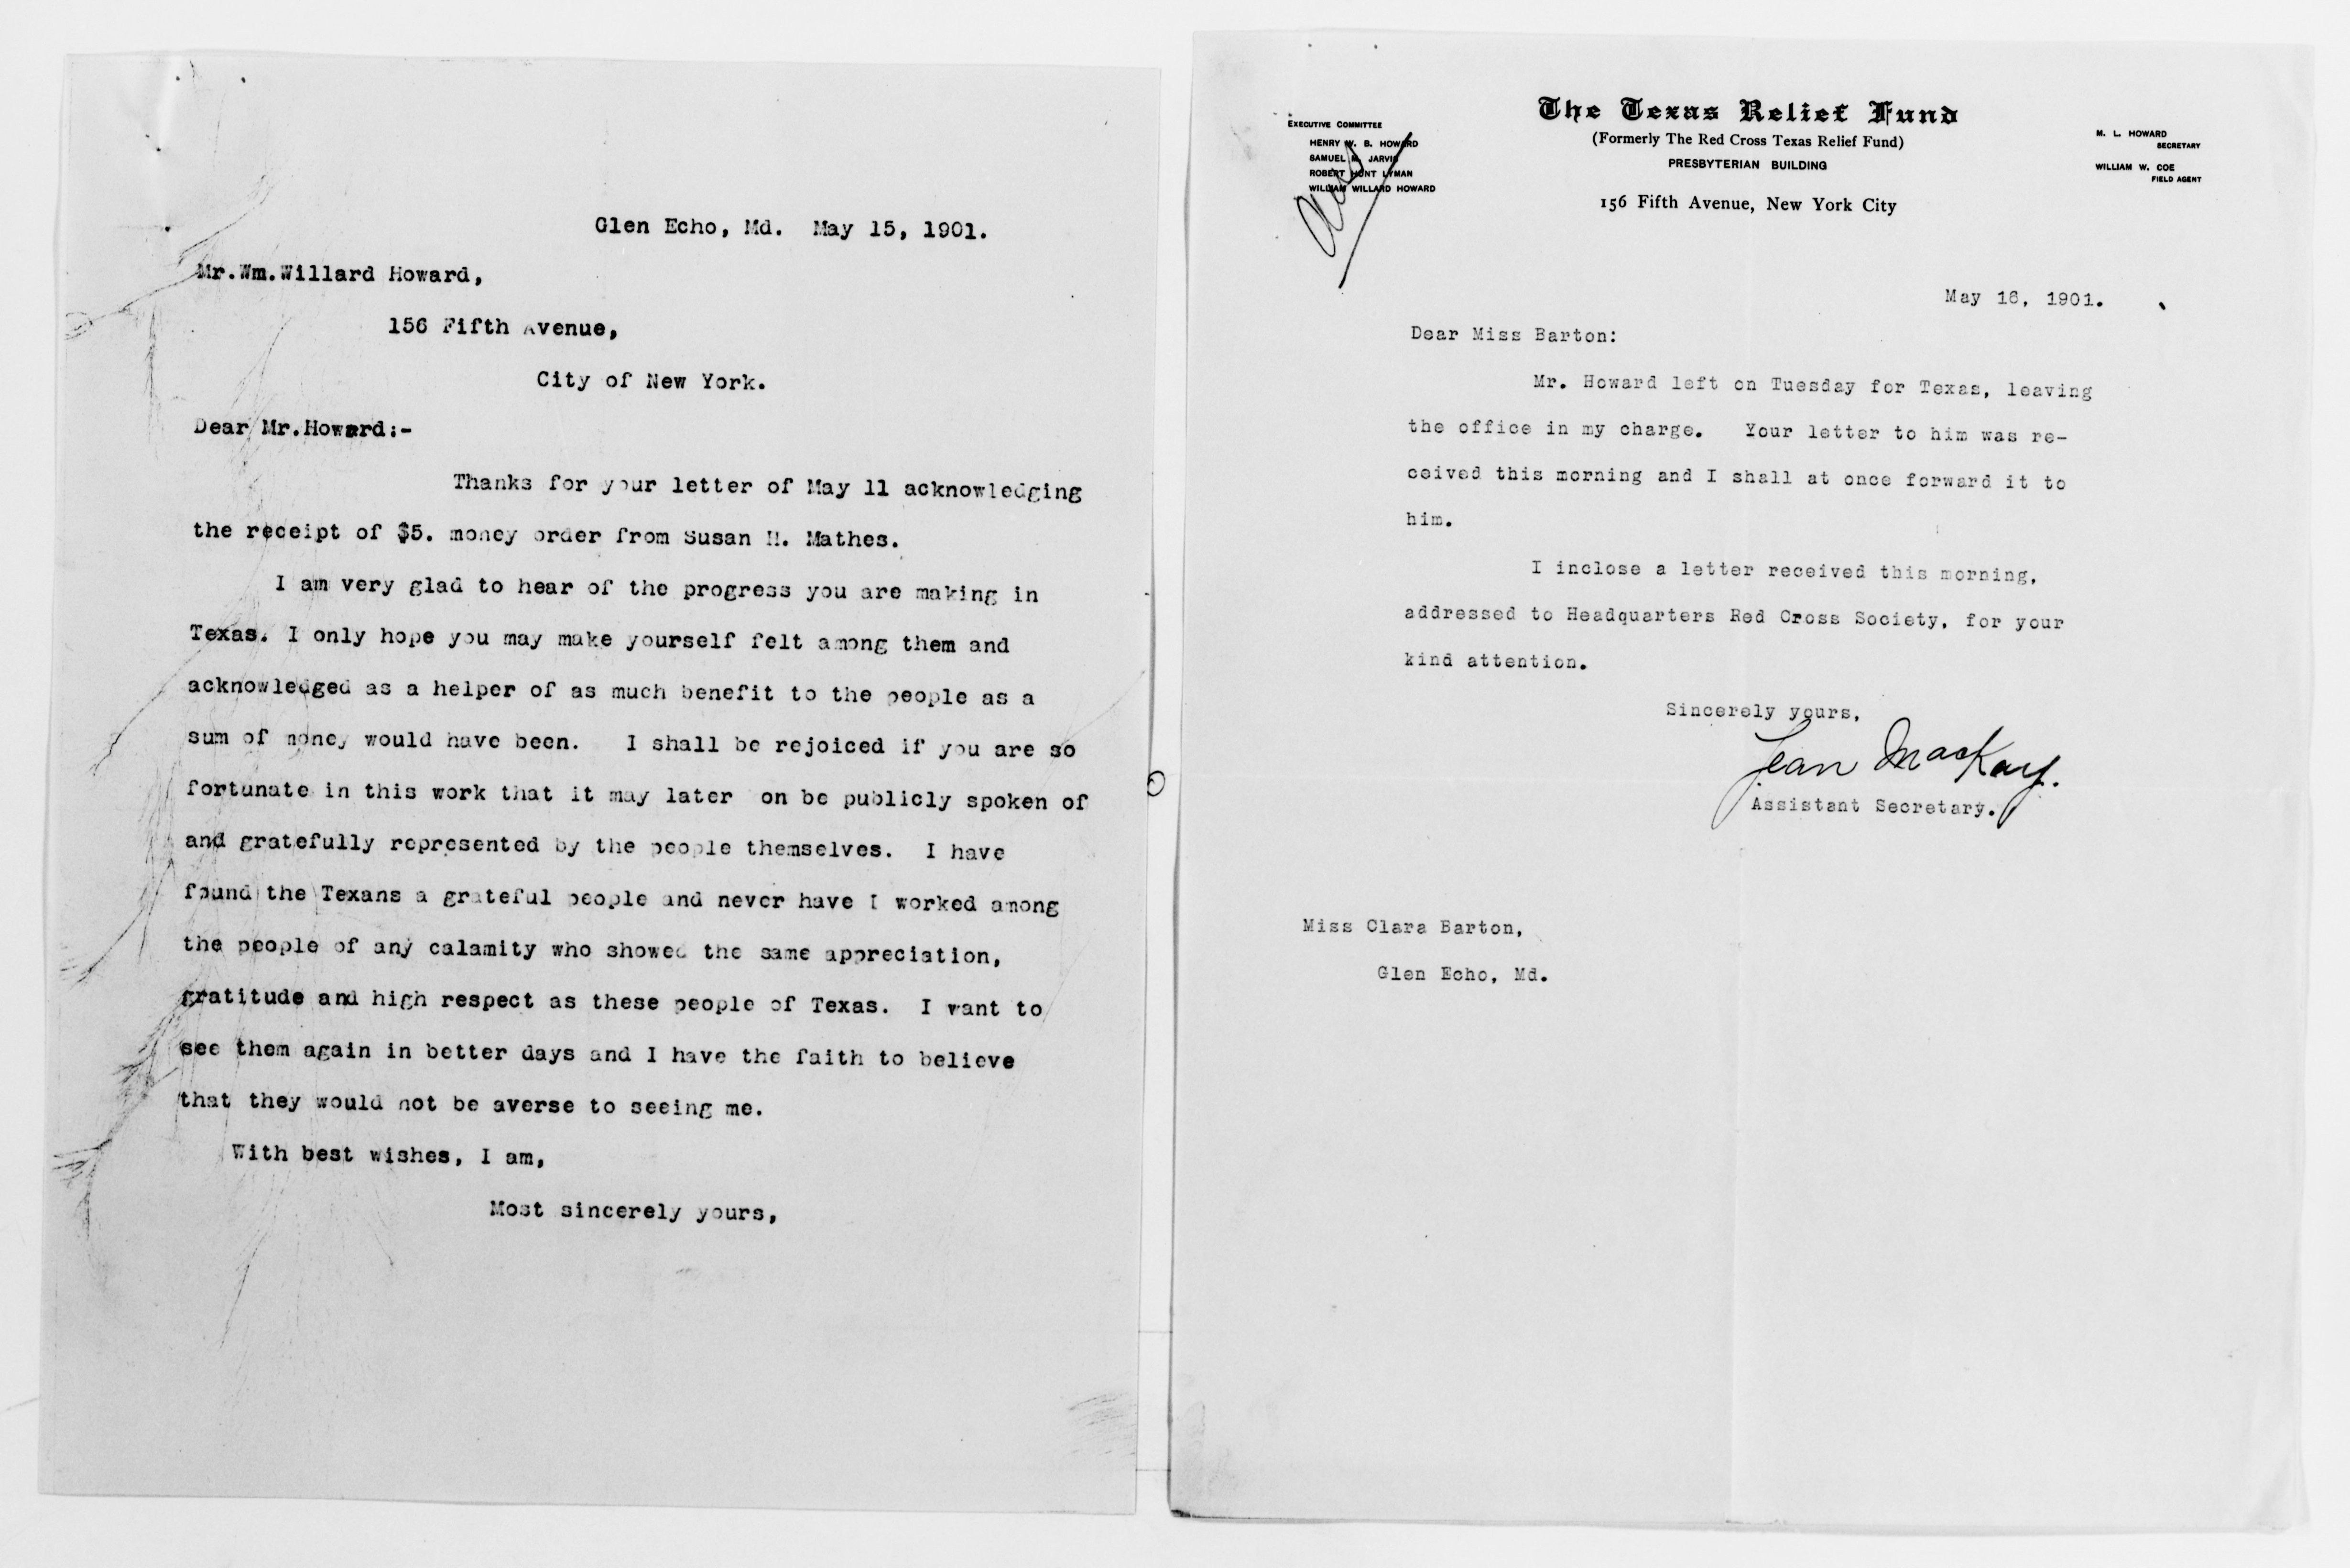 Glen Echo, Md. May 15, 1901.
Mr.Wm.Willard Howard,
156 Fifth Avenue,
City of New York.
Dear Mr.Howard:-
Thanks for your letter of May 11 acknowledging
the receipt of $5. money order from Susan H. Mathes.
I am very glad to hear of the progress you are making in
Texas. I only hope you may make yourself felt among them and
acknowledged as a helper of as much benefit to the people as a
sum of money would have been. I shall be rejoiced if you are so
fortunate in this work that it may later on be publicly spoken of
and gratefully represented by the people themselves. I have
found the Texans a grateful people and never have I worked among
the people of any calamity who showed the same appreciation,
gratitude and high respect as these people of Texas. I want to
see them again in better days and I have the faith to believe
that they would not be averse to seeing me.
With best wishes, I am,
Most sincerely yours,
The Texas Relief Fund
(Formerly The Red Cross Texas Relief Fund)
PRESBYTERIAN BUILDING
156 Fifth Avenue, New York City
EXECUTIVE COMMITTEE
HENRY W. B. HOWARD
SAMUEL M. JARVIS
ROBERT HUNT LYMAN
WILLIAM WILLARD HOWARD
M. L. HOWARD
SECRETARY
WILLIAM W. COE
FIELD AGENT
May 16, 1901.
Dear Miss Barton:
Mr. Howard left on Tuesday for Texas, leaving
the office in my charge. Your letter to him was re-
ceived this morning and I shall at once forward it to
him.
I inclose a letter received this morning,
addressed to Headquarters Red Cross Society, for your
kind attention.
Sincerely yours,
Jean MacKay.
Assistant Secretary.
Miss Clara Barton,
Glen Echo, Md.